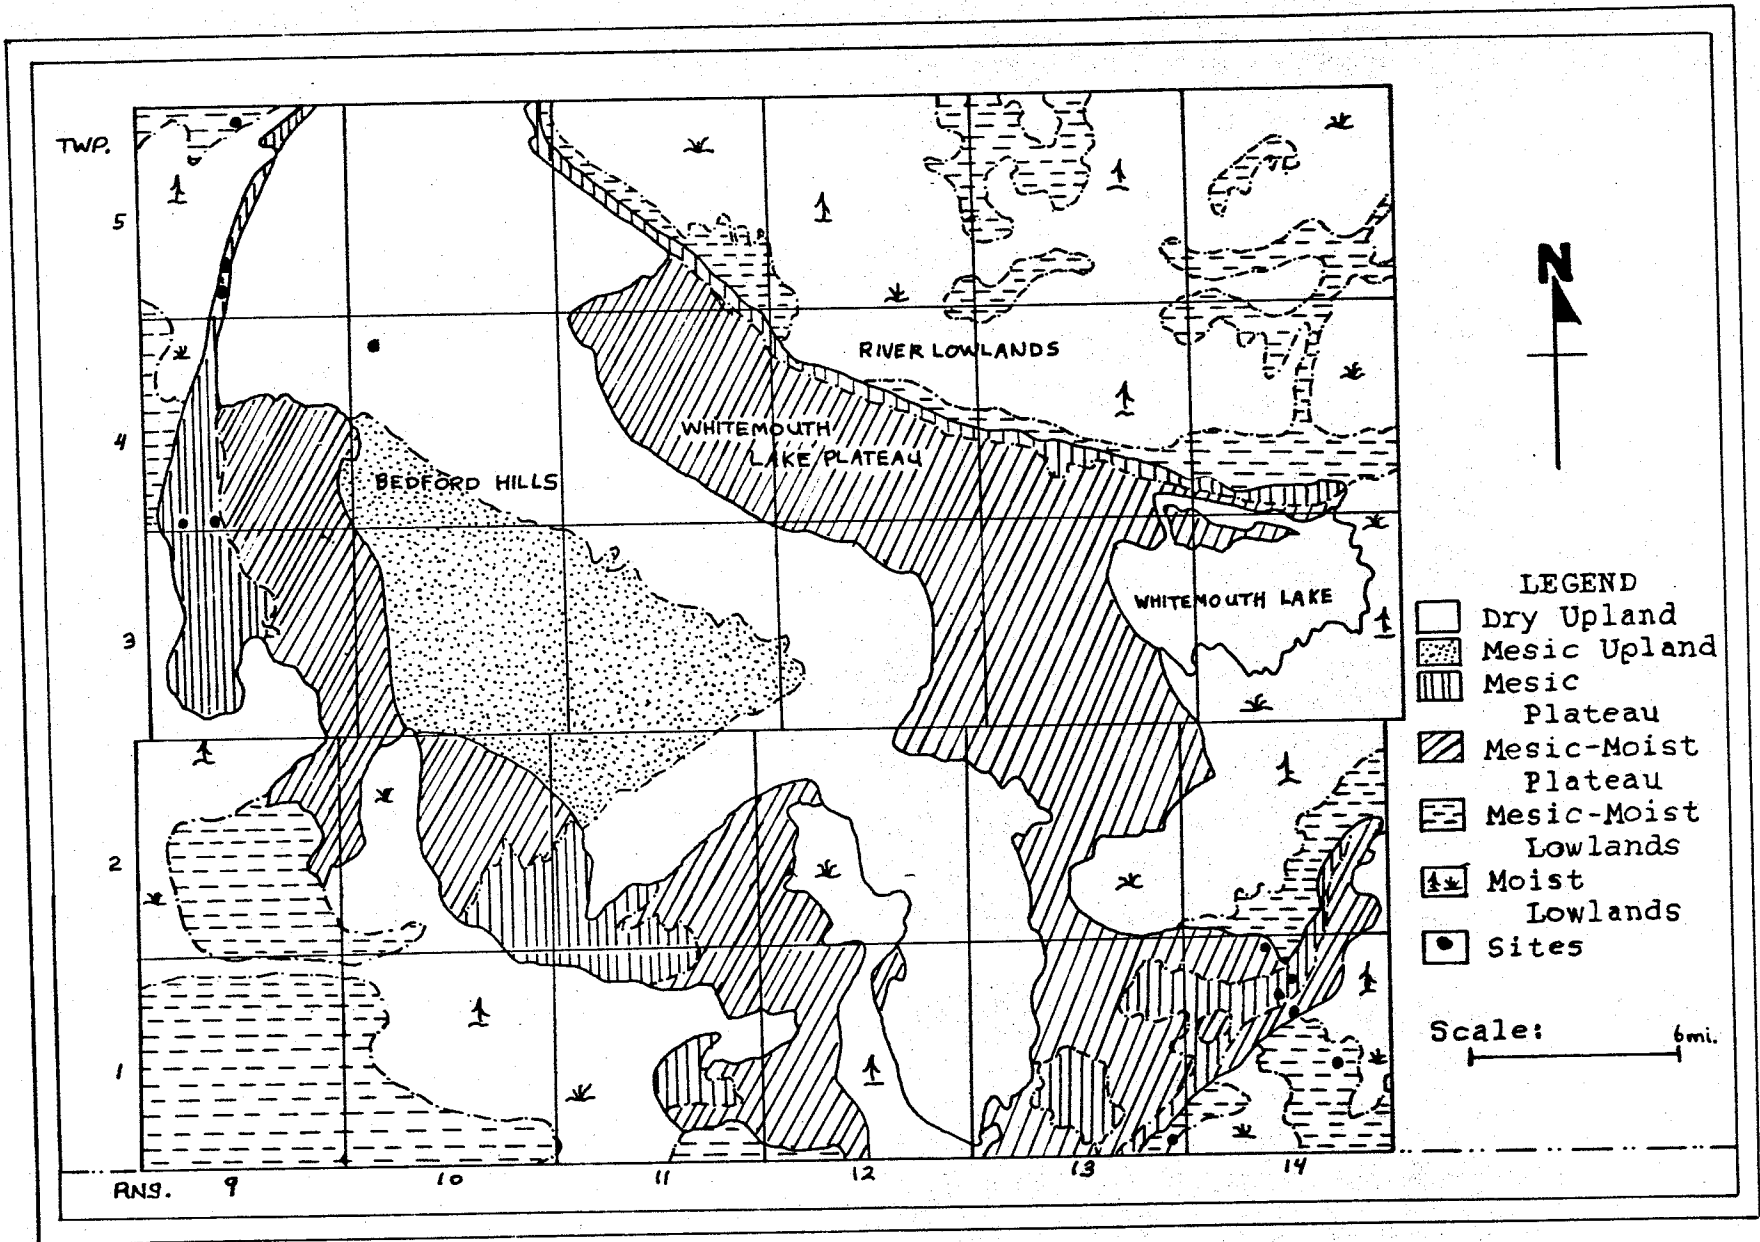 N
TWP.
5
4
3
2
1
RIVER LOWLANDS
WHITEMOUTH
LAKE PLATEAU
BEDFORD HILLS
WHITEMOUTH LAKE
LEGEND
Dry Upland
Mesic Upland
Mesic
Plateau
Mesic-Moist
Plateau
Mesic-Moist
Lowlands
Moist
Lowlands
Sites
Scale: 6mi.
RNG. 9 10 11 12 13 14